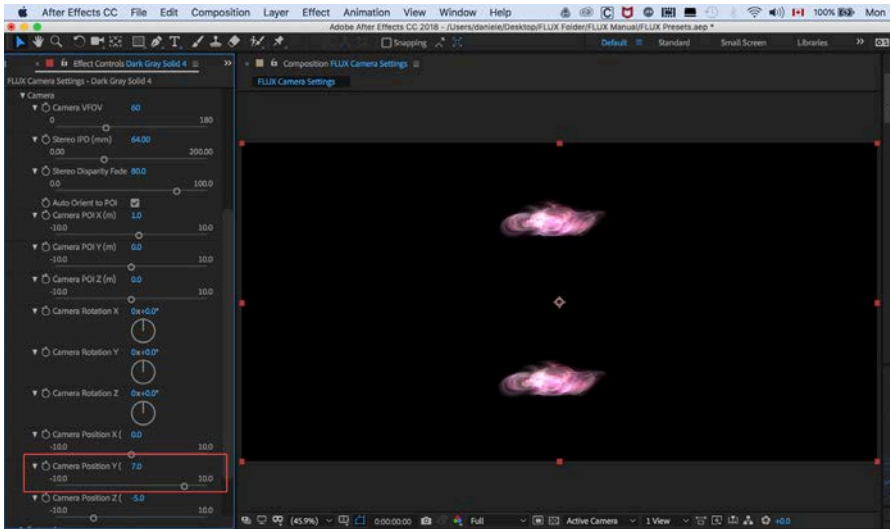 After Effects CC File Edit Composition Layer Effect Animation View Window Help 100% Mon
Adobe After Effects CC 2018 - /Users/daniele/Desktop/FLUX Folder/FLUX Manual/FLUX Presets.aep *
Snapping Default Standard Small Screen Libraries
Effect Controls Dark Gray Solid 4
Composition FLUX Camera Settings
FLUX Camera Settings - Dark Gray Solid 4
FLUX Camera Settings
Camera
Camera VFOV 60
0 180
Stereo IPD (mm) 64.00
0.00 200.00
Stereo Disparity Fade 80.0
0.0 100.0
Auto Orient to POI
Camera POI X (m) 1.0
-10.0 10.0
Camera POI Y (m) 0.0
-10.0 10.0
Camera POI Z (m) 0.0
-10.0 10.0
Camera Rotation X 0x+0.0°
Camera Rotation Y 0x+0.0°
Camera Rotation Z 0x+0.0°
Camera Position X ( 0.0
-10.0 10.0
Camera Position Y ( 7.0
-10.0 10.0
Camera Position Z ( -5.0
-10.0 10.0
(45.9%) 0:00:00:00 Full Active Camera 1 View +0.0